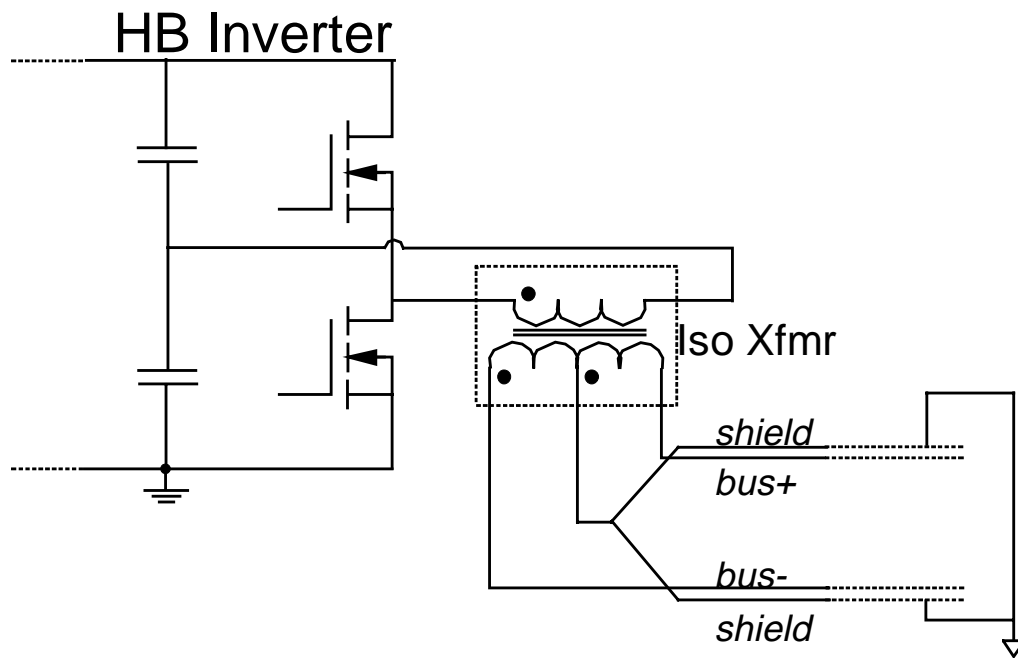 HB Inverter
Iso Xfmr
shield
bus+
bus-
shield